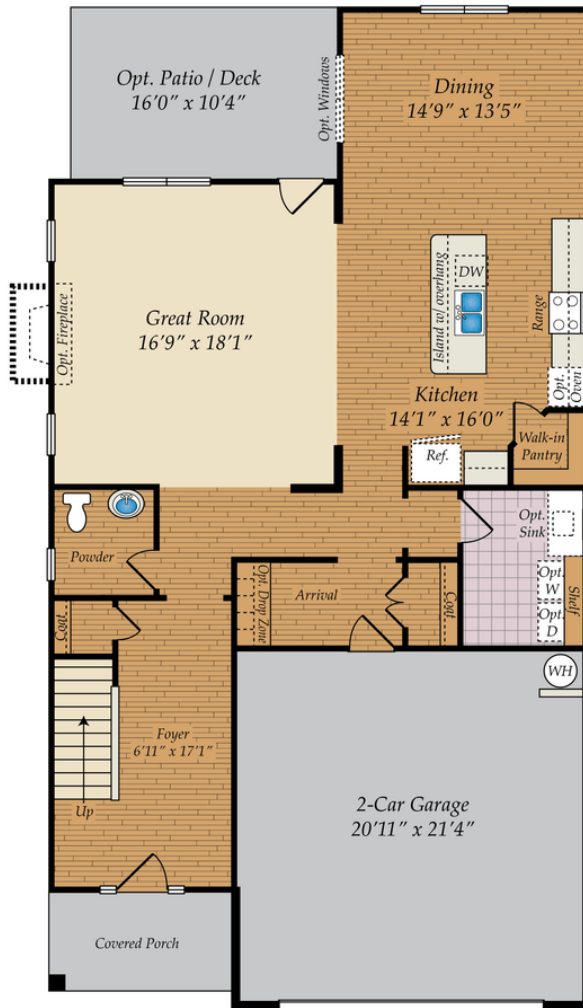 Opt. Patio / Deck
16'0" x 10'4"
Opt. Windows
Dining
14'9" x 13'5"
Great Room
16'9" x 18'1"
Opt. Fireplace
Island w/ overhang
DW
Range
Opt.
Oven
Kitchen
14'1" x 16'0"
Ref.
Walk-in
Pantry
Powder
Opt.
Sink
Opt.
W
Opt.
D
Shelf
Opt. Drop Zone
Arrival
Coat
Coat
WH
Foyer
6'11" x 17'1"
Up
2-Car Garage
20'11" x 21'4"
Covered Porch